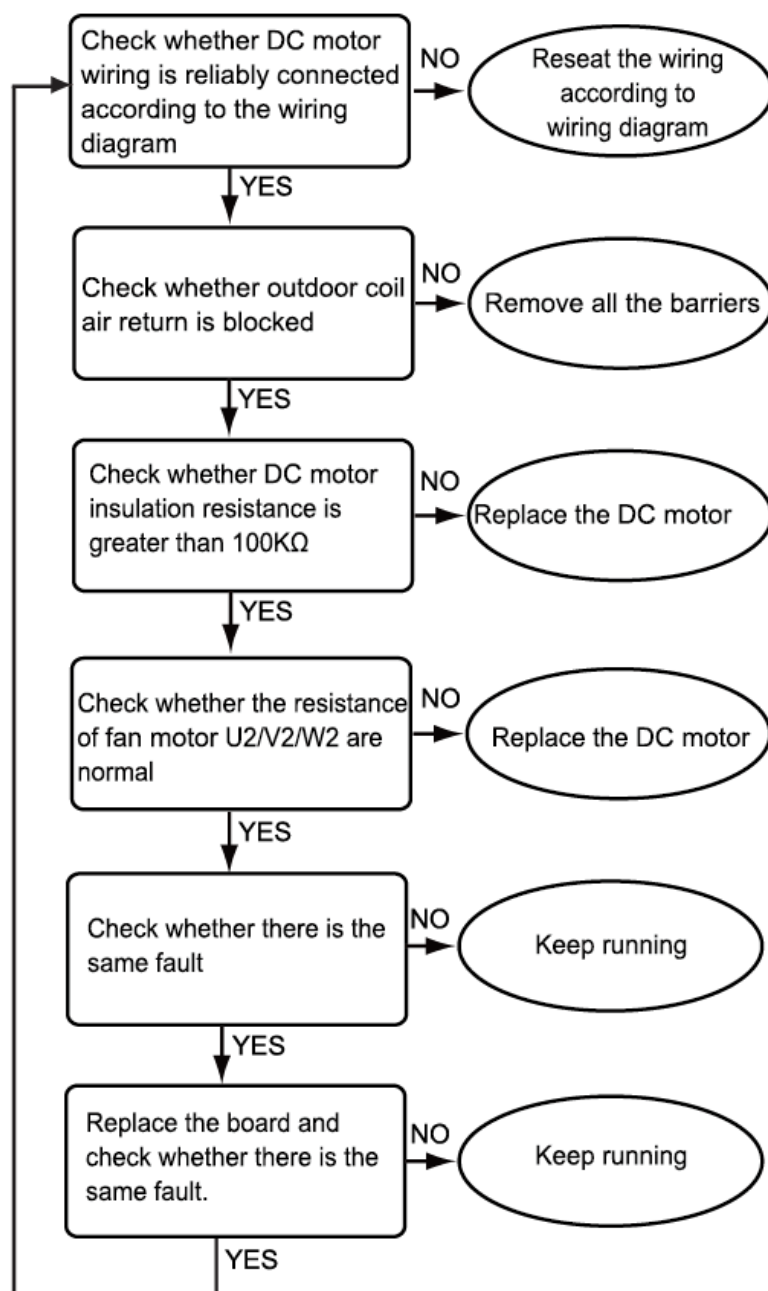 Check whether DC motor
wiring is reliably connected
according to the wiring
diagram
NO
Reseat the wiring
according to
wiring diagram
YES
Check whether outdoor coil
air return is blocked
NO
Remove all the barriers
YES
Check whether DC motor
insulation resistance is
greater than 100KΩ
NO
Replace the DC motor
YES
Check whether the resistance
of fan motor U2/V2/W2 are
normal
NO
Replace the DC motor
YES
Check whether there is the
same fault
NO
Keep running
YES
Replace the board and
check whether there is the
same fault.
NO
Keep running
YES